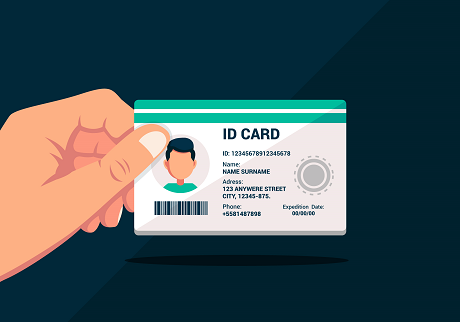 ID CARD
ID: 12345678912345678
Name:
NAME SURNAME
Adress:
123 ANYWERE STREET
CITY, 12345-875.
Phone:
+5581487898
Expedition Date:
00/00/00